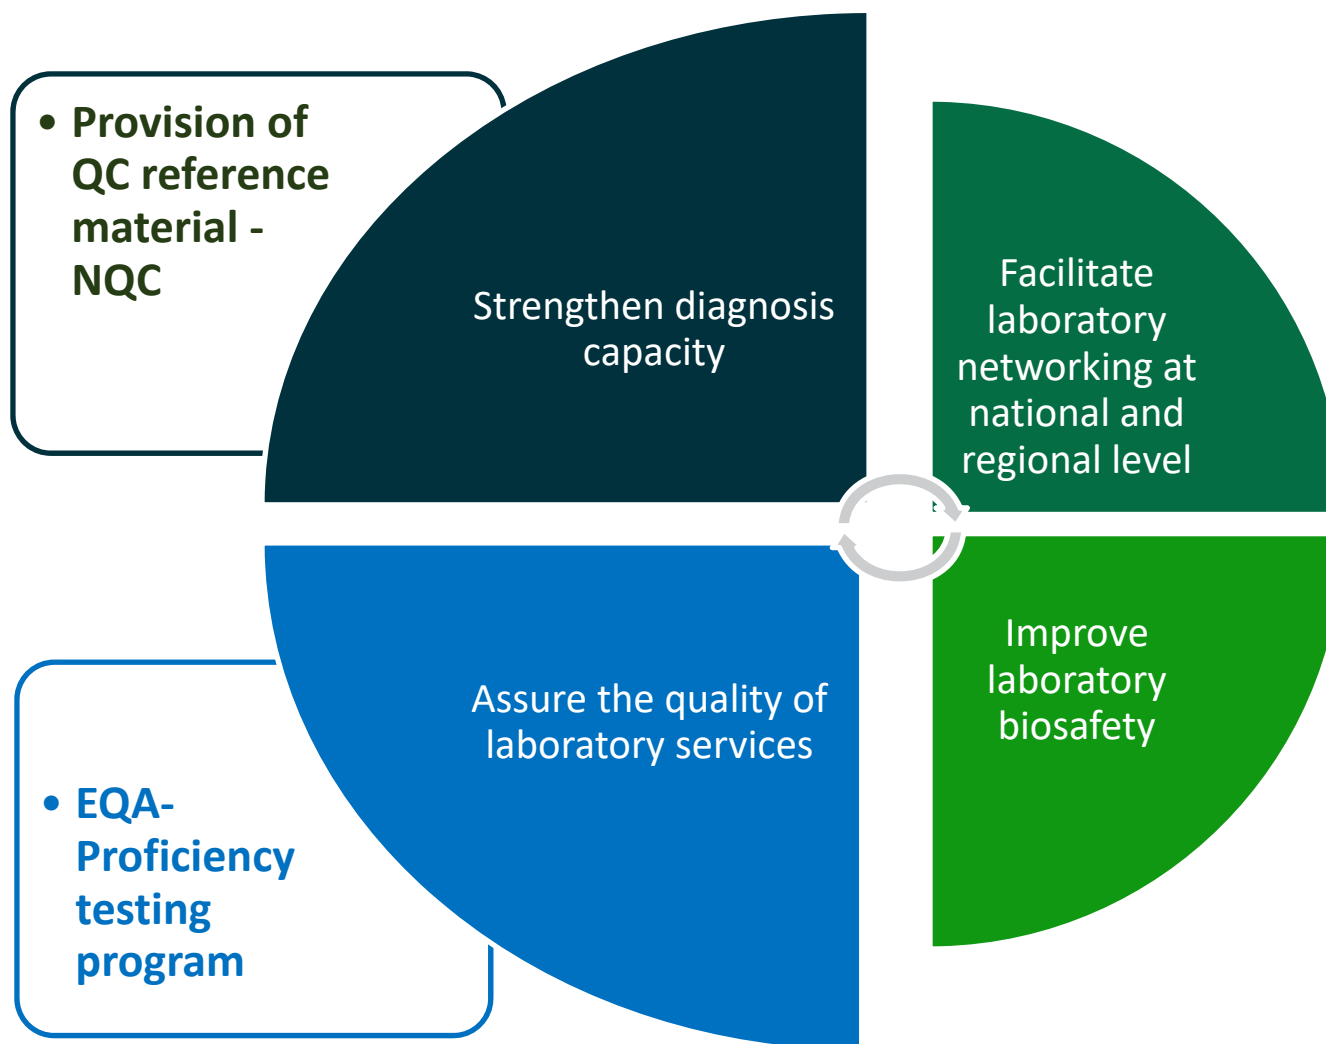 • Provision of
QC reference
material -
NQC
Strengthen diagnosis
capacity
Facilitate
laboratory
networking at
national and
regional level
• EQA-
Proficiency
testing
program
Assure the quality of
laboratory services
Improve
laboratory
biosafety